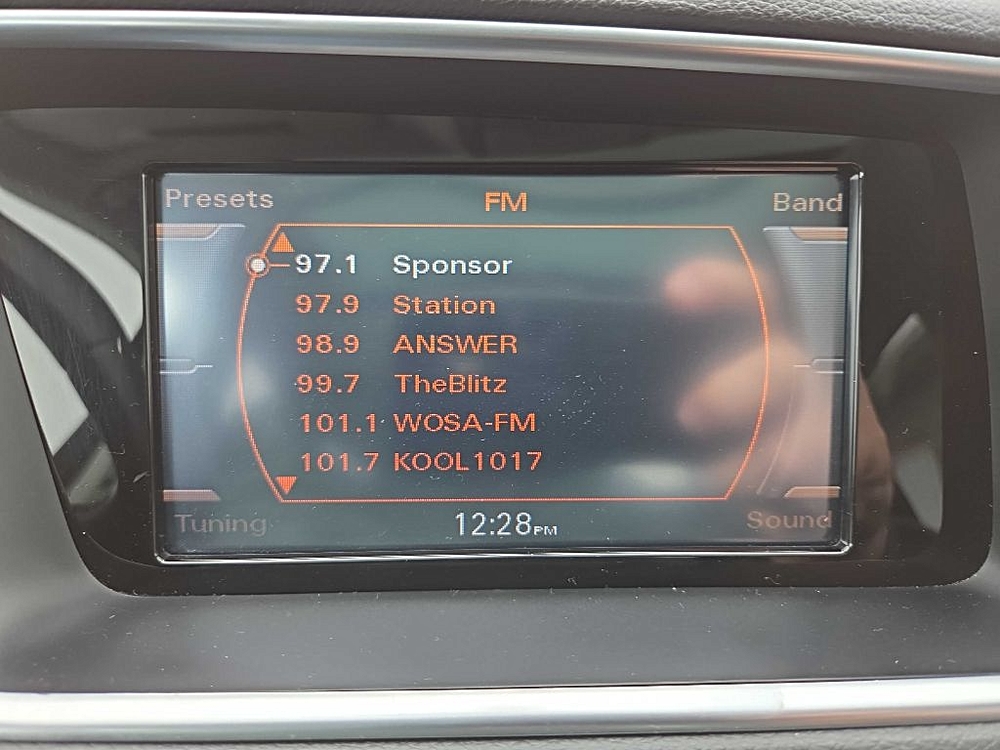 Presets FM Band
97.1 Sponsor
97.9 Station
98.9 ANSWER
99.7 TheBlitz
101.1 WOSA-FM
101.7 KOOL1017
Tuning 12:28PM Sound